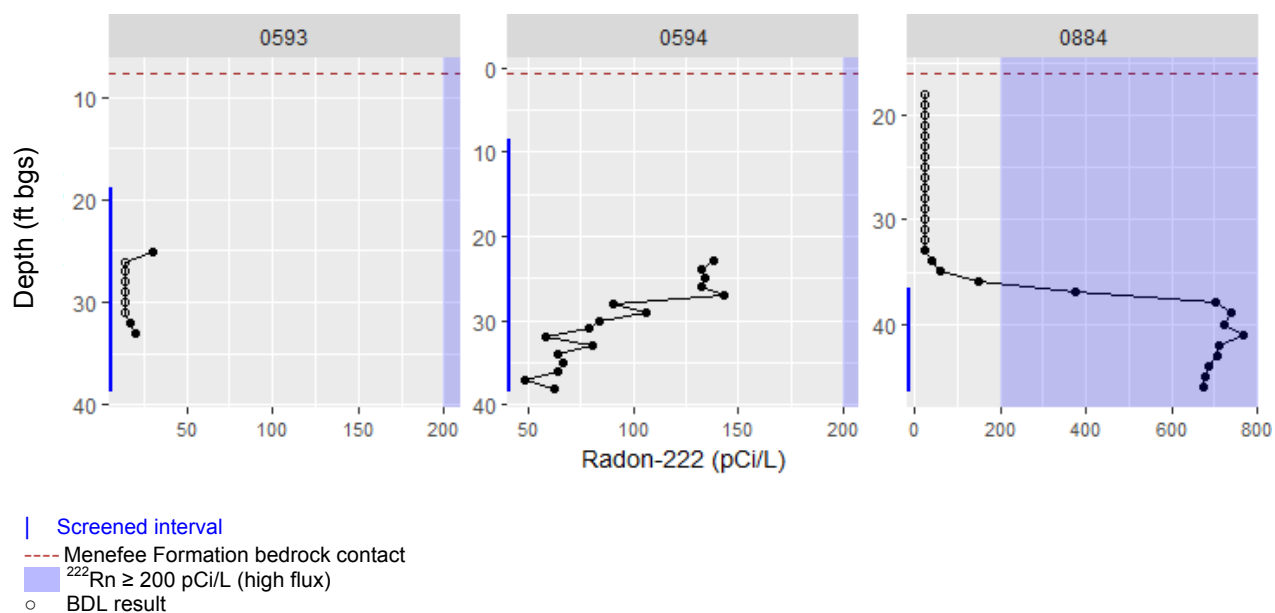 0593 0594 0884
Depth (ft bgs)
10 20 30 40
0 10 20 30 40
20 30 40
50 100 150 200
50 100 150 200
0 200 400 600 800
Radon-222 (pCi/L)
Screened interval
Menefee Formation bedrock contact
²²²Rn ≥ 200 pCi/L (high flux)
BDL result